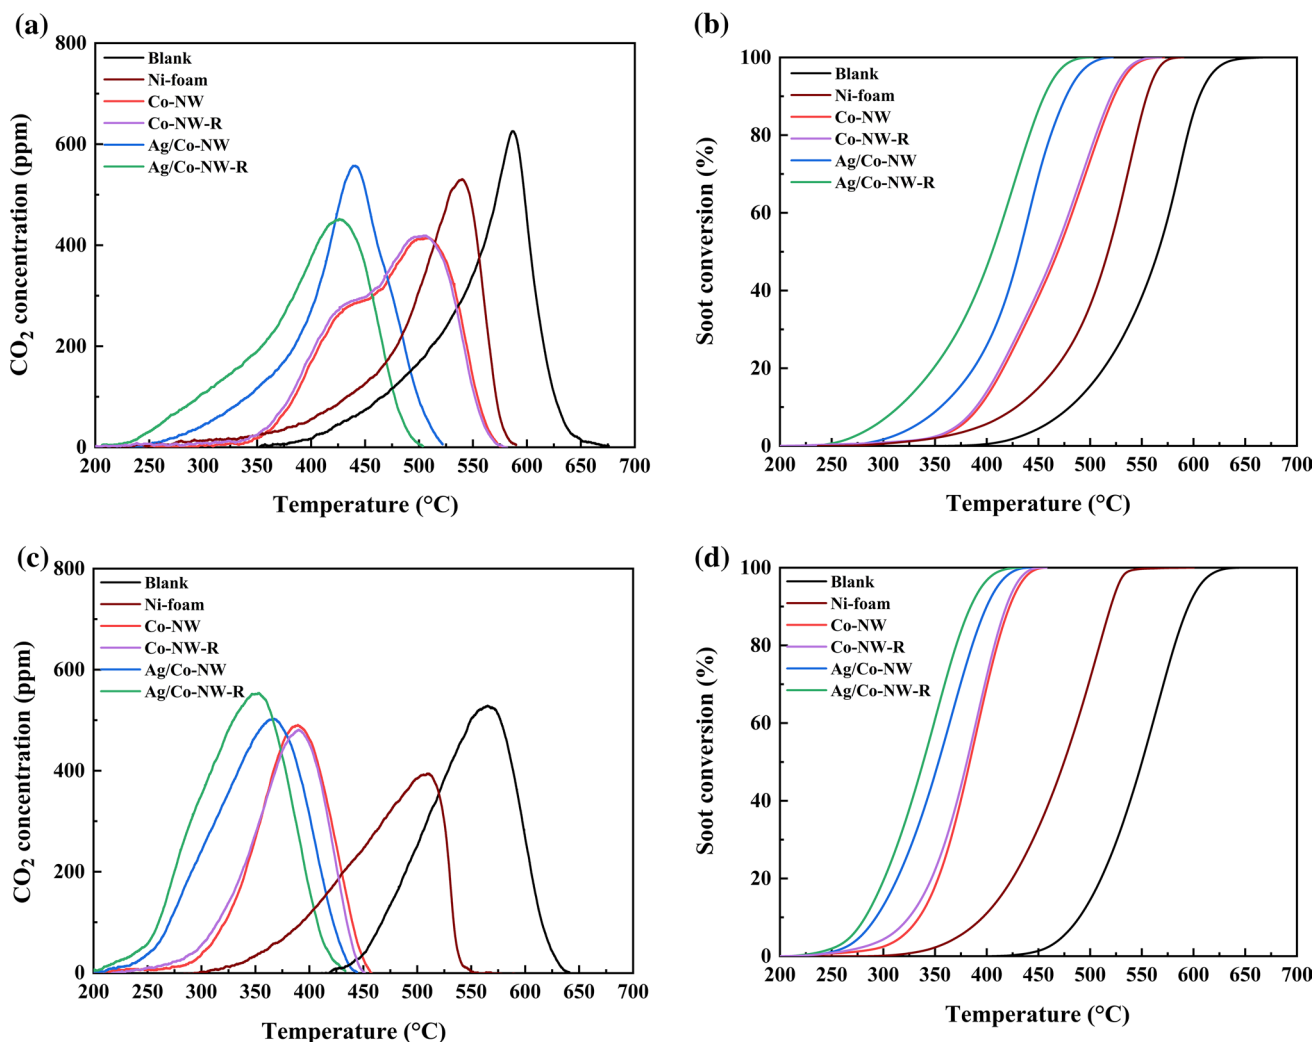 (a)
800
600
400
200
0
CO2 concentration (ppm)
Blank
Ni-foam
Co-NW
Co-NW-R
Ag/Co-NW
Ag/Co-NW-R
200 250 300 350 400 450 500 550 600 650 700
Temperature (°C)
(b)
100
80
60
40
20
0
Soot conversion (%)
Blank
Ni-foam
Co-NW
Co-NW-R
Ag/Co-NW
Ag/Co-NW-R
200 250 300 350 400 450 500 550 600 650 700
Temperature (°C)
(c)
800
600
400
200
0
CO2 concentration (ppm)
Blank
Ni-foam
Co-NW
Co-NW-R
Ag/Co-NW
Ag/Co-NW-R
200 250 300 350 400 450 500 550 600 650 700
Temperature (°C)
(d)
100
80
60
40
20
0
Soot conversion (%)
Blank
Ni-foam
Co-NW
Co-NW-R
Ag/Co-NW
Ag/Co-NW-R
200 250 300 350 400 450 500 550 600 650 700
Temperature (°C)